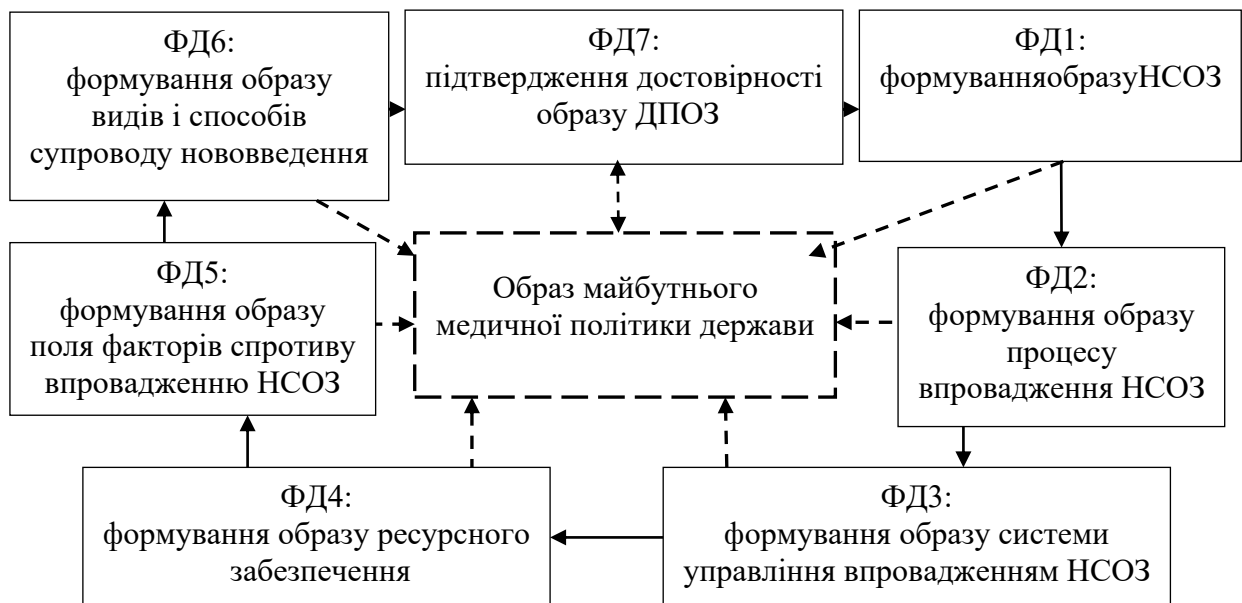 ФД6:
формування образу
видів і способів
супроводу нововведення
ФД7:
підтвердження достовірності
образу ДПОЗ
ФД1:
формуванняобразуНСОЗ
ФД5:
формування образу
поля факторів спротиву
впровадженню НСОЗ
Образ майбутнього
медичної політики держави
ФД2:
формування образу
процесу
впровадження НСОЗ
ФД4:
формування образу ресурсного
забезпечення
ФД3:
формування образу системи
управління впровадженням НСОЗ